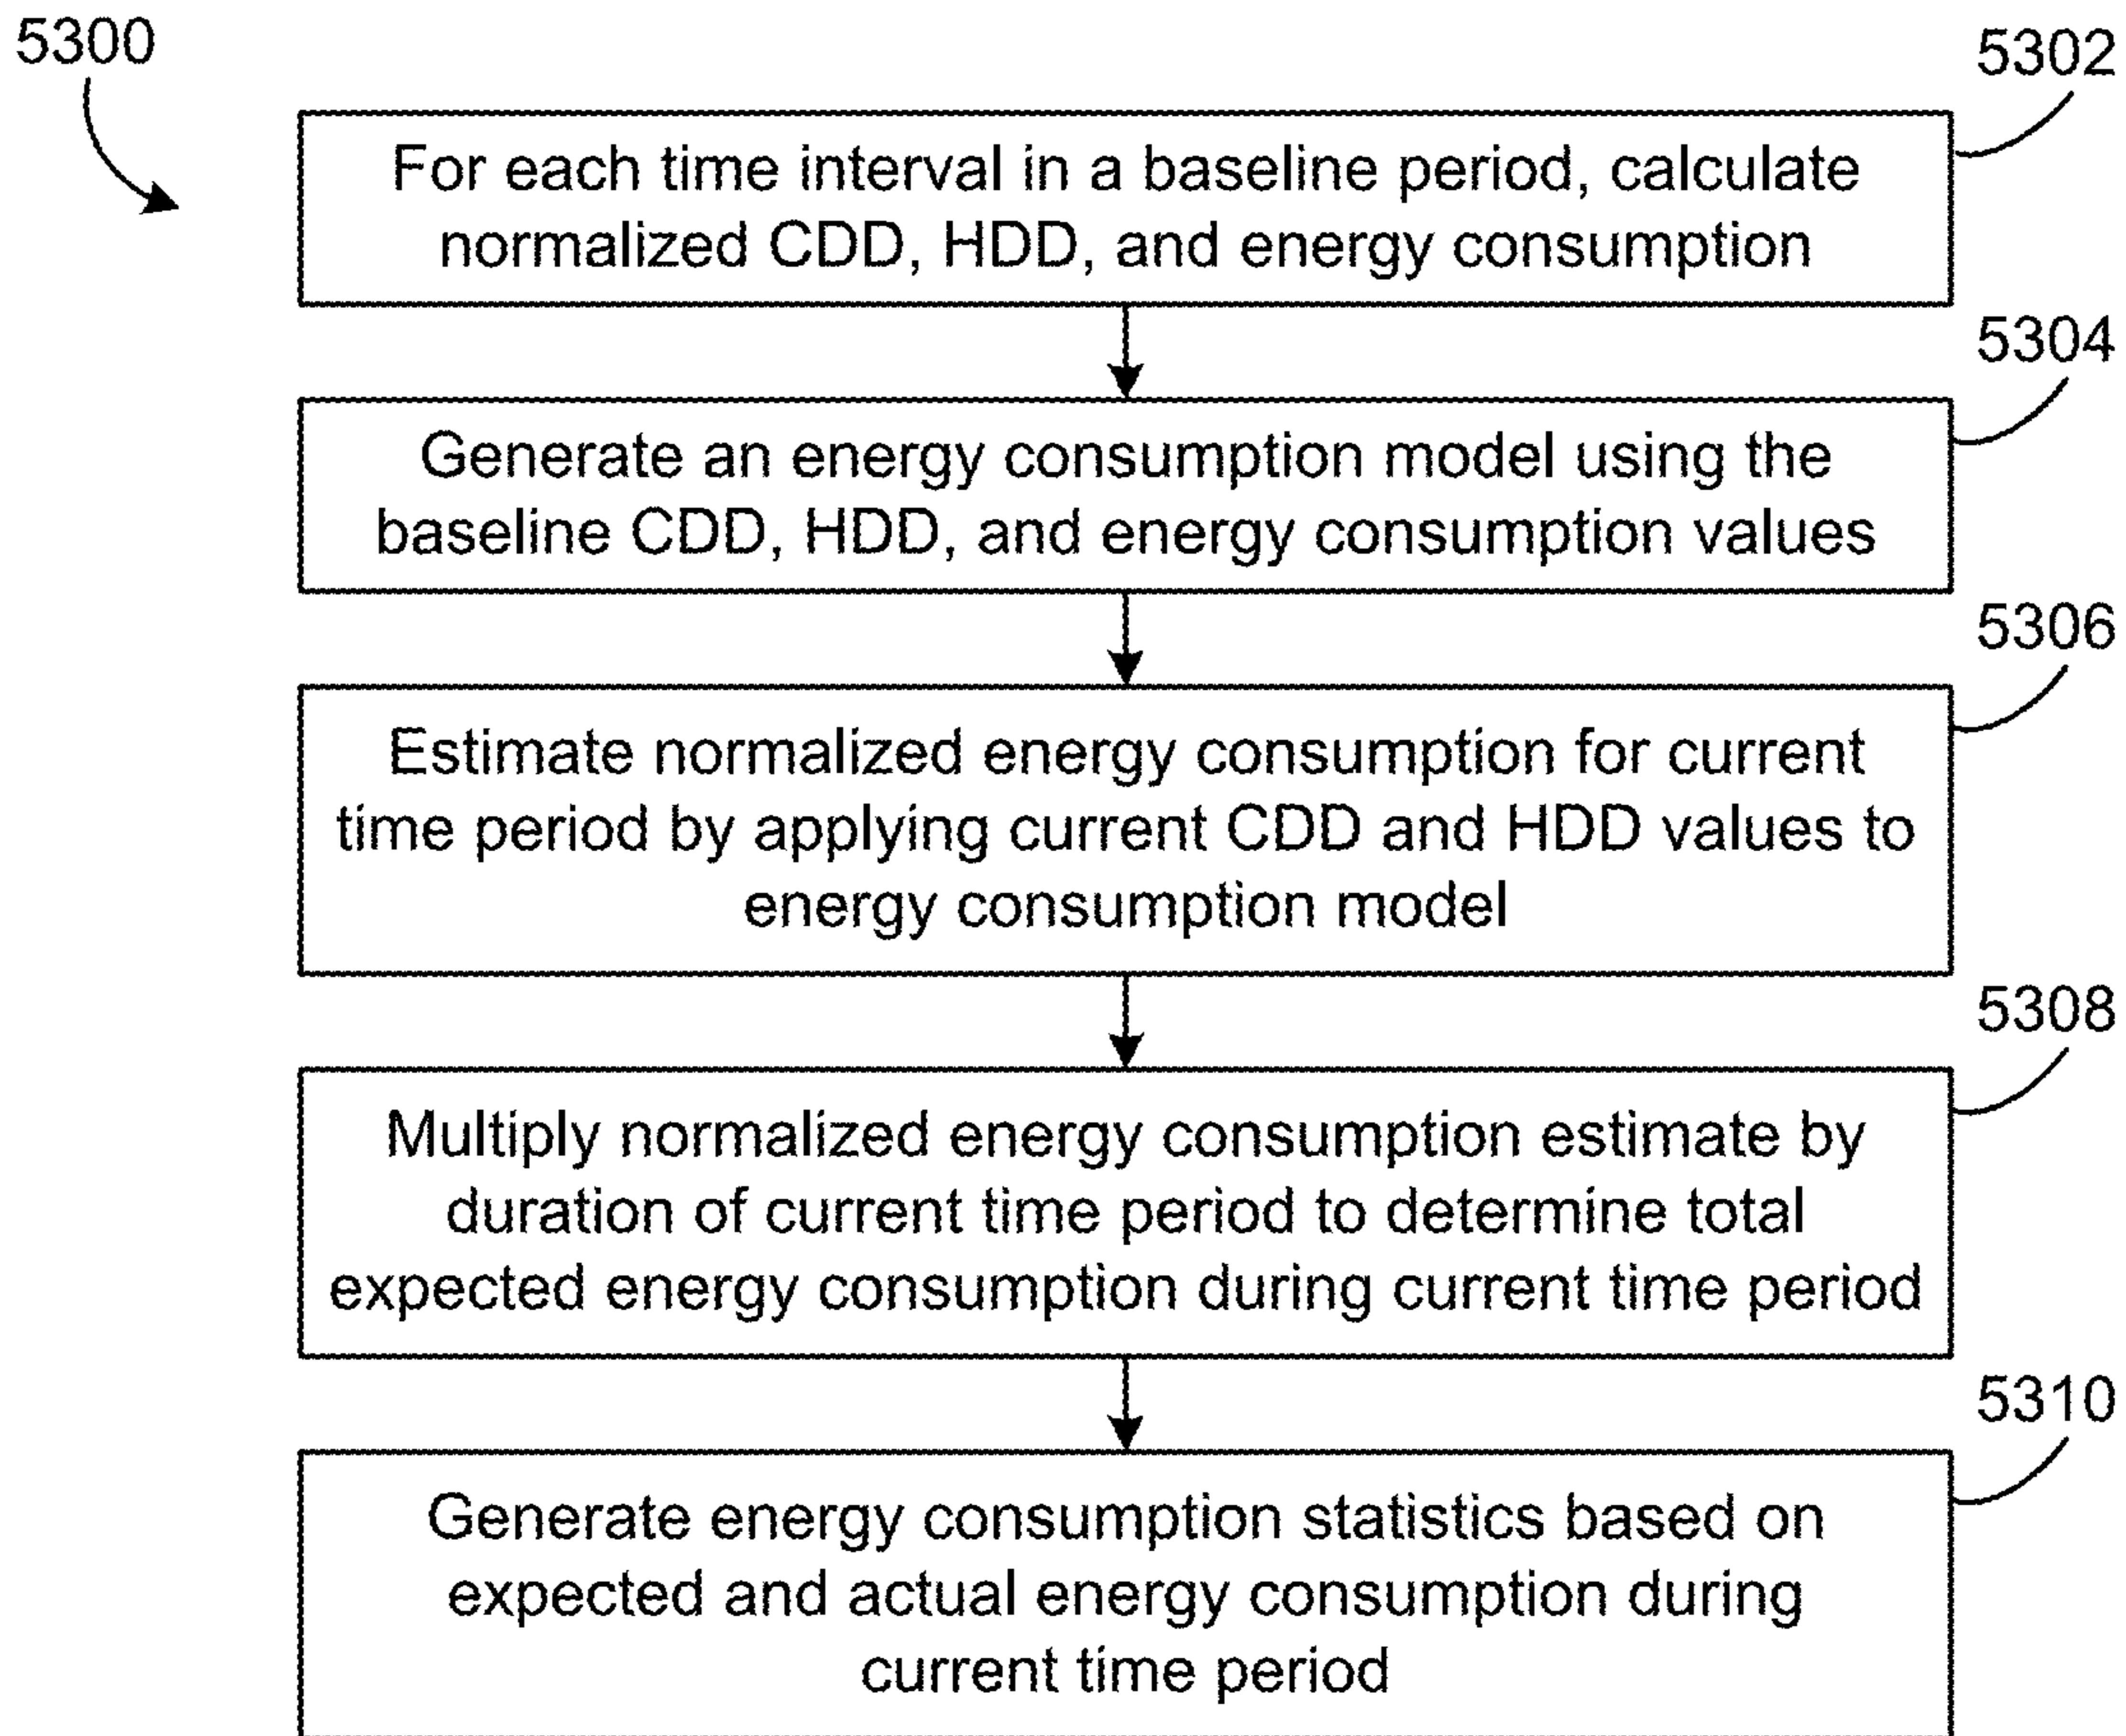 5300
5302
For each time interval in a baseline period, calculate
normalized CDD, HDD, and energy consumption
5304
Generate an energy consumption model using the
baseline CDD, HDD, and energy consumption values
5306
Estimate normalized energy consumption for current
time period by applying current CDD and HDD values to
energy consumption model
5308
Multiply normalized energy consumption estimate by
duration of current time period to determine total
expected energy consumption during current time period
5310
Generate energy consumption statistics based on
expected and actual energy consumption during
current time period